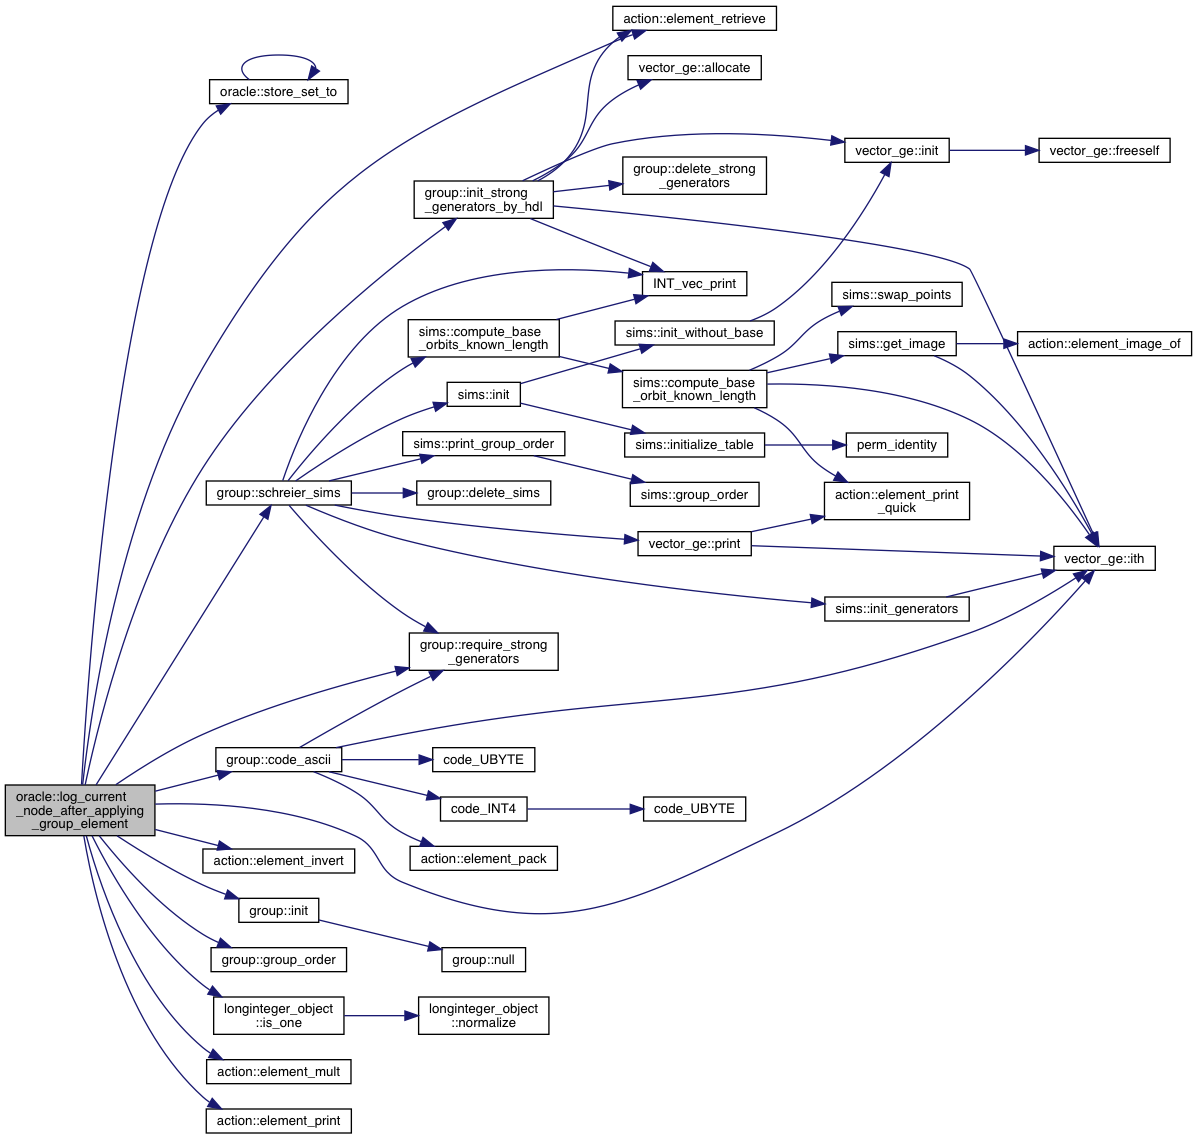 action::element_retrieve
vector_ge::allocate
oracle::store_set_to
vector_ge::init
vector_ge::freeself
group::delete_strong
_generators
group::init_strong
_generators_by_hdl
INT_vec_print
sims::swap_points
sims::compute_base
_orbits_known_length
sims::init_without_base
sims::get_image
action::element_image_of
sims::compute_base
_orbit_known_length
sims::init
sims::print_group_order
sims::initialize_table
perm_identity
group::schreier_sims
group::delete_sims
sims::group_order
action::element_print
_quick
vector_ge::print
vector_ge::ith
sims::init_generators
group::require_strong
_generators
group::code_ascii
code_UBYTE
oracle::log_current
_node_after_applying
_group_element
code_INT4
code_UBYTE
action::element_invert
action::element_pack
group::init
group::group_order
group::null
longinteger_object
::is_one
longinteger_object
::normalize
action::element_mult
action::element_print